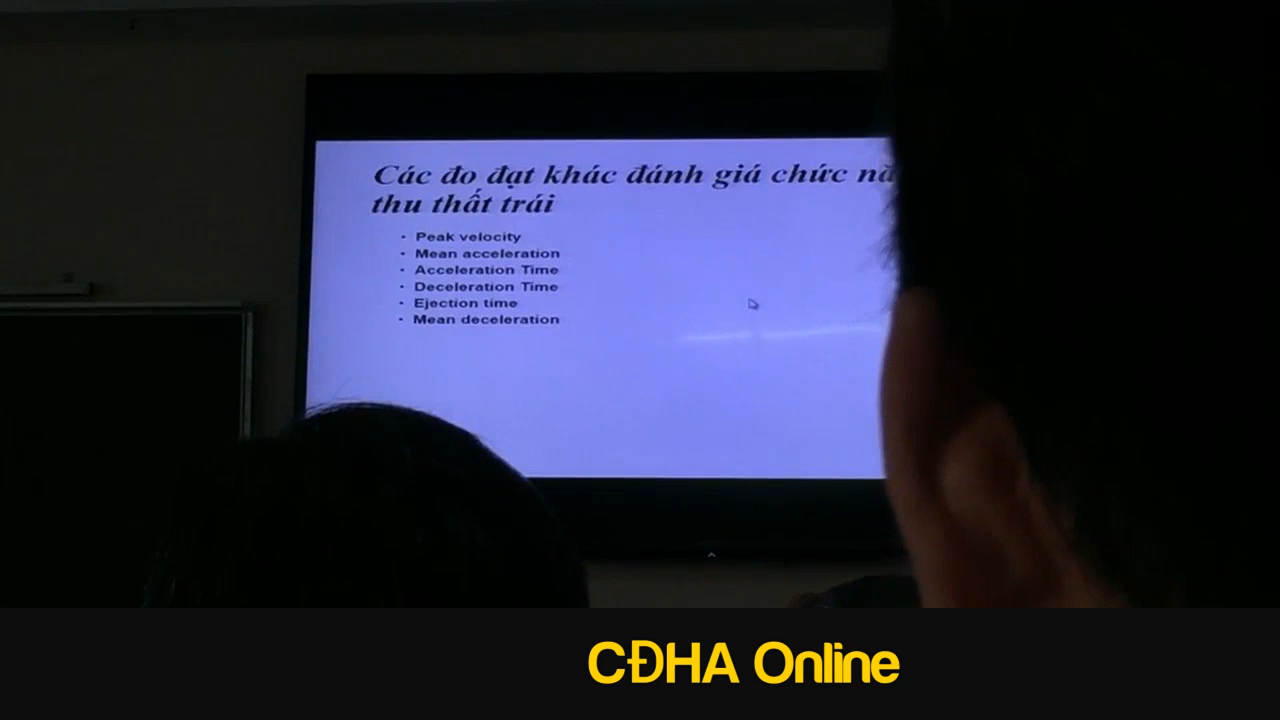 Các đo đạt khác đánh giá chức
thu thất trái
• Peak velocity
• Mean acceleration
• Acceleration Time
• Deceleration Time
• Ejection time
• Mean deceleration
CĐHA Online